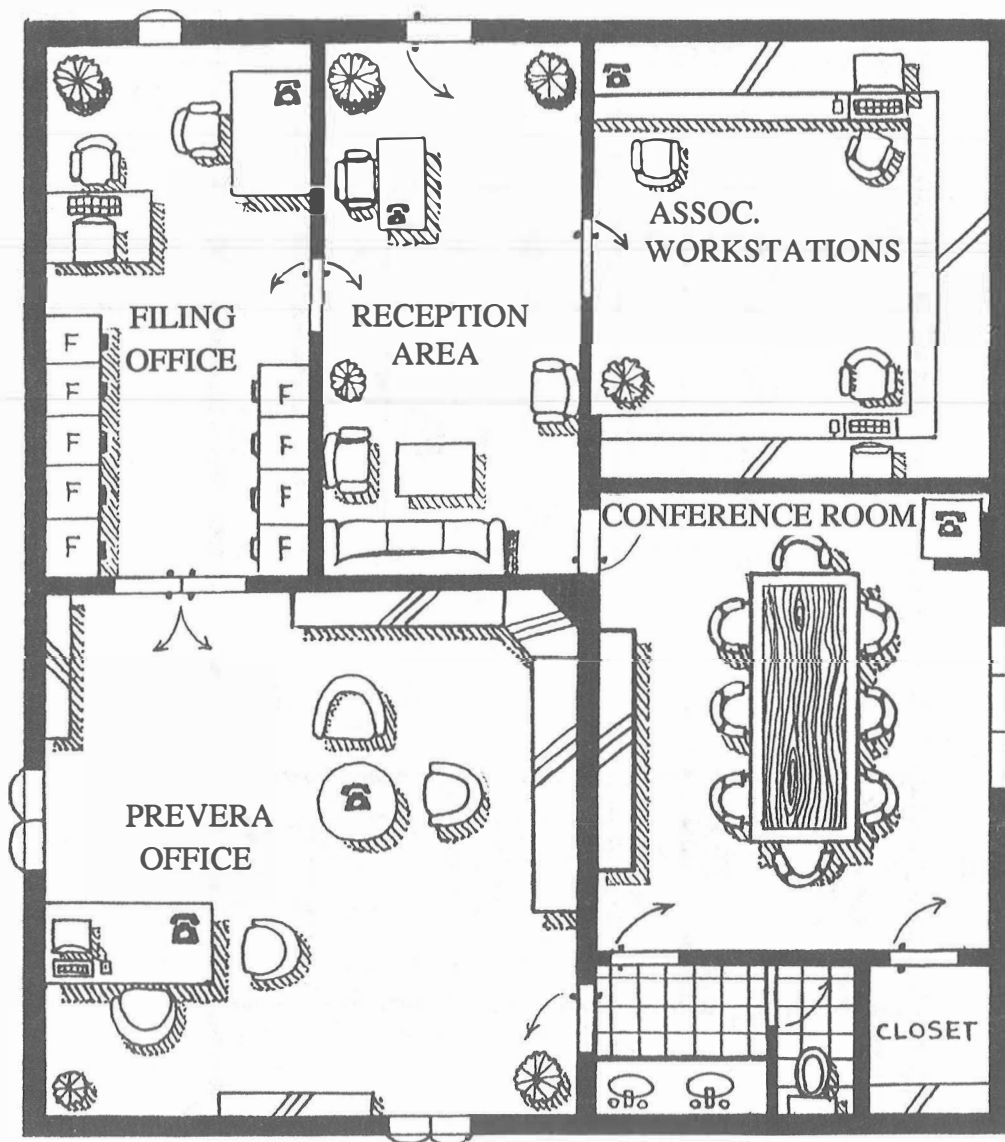 ASSOC.
WORKSTATIONS
FILING
OFFICE
RECEPTION
AREA
F
F
F
F
F
F
F
F
F
CONFERENCE ROOM
PREVERA
OFFICE
CLOSET